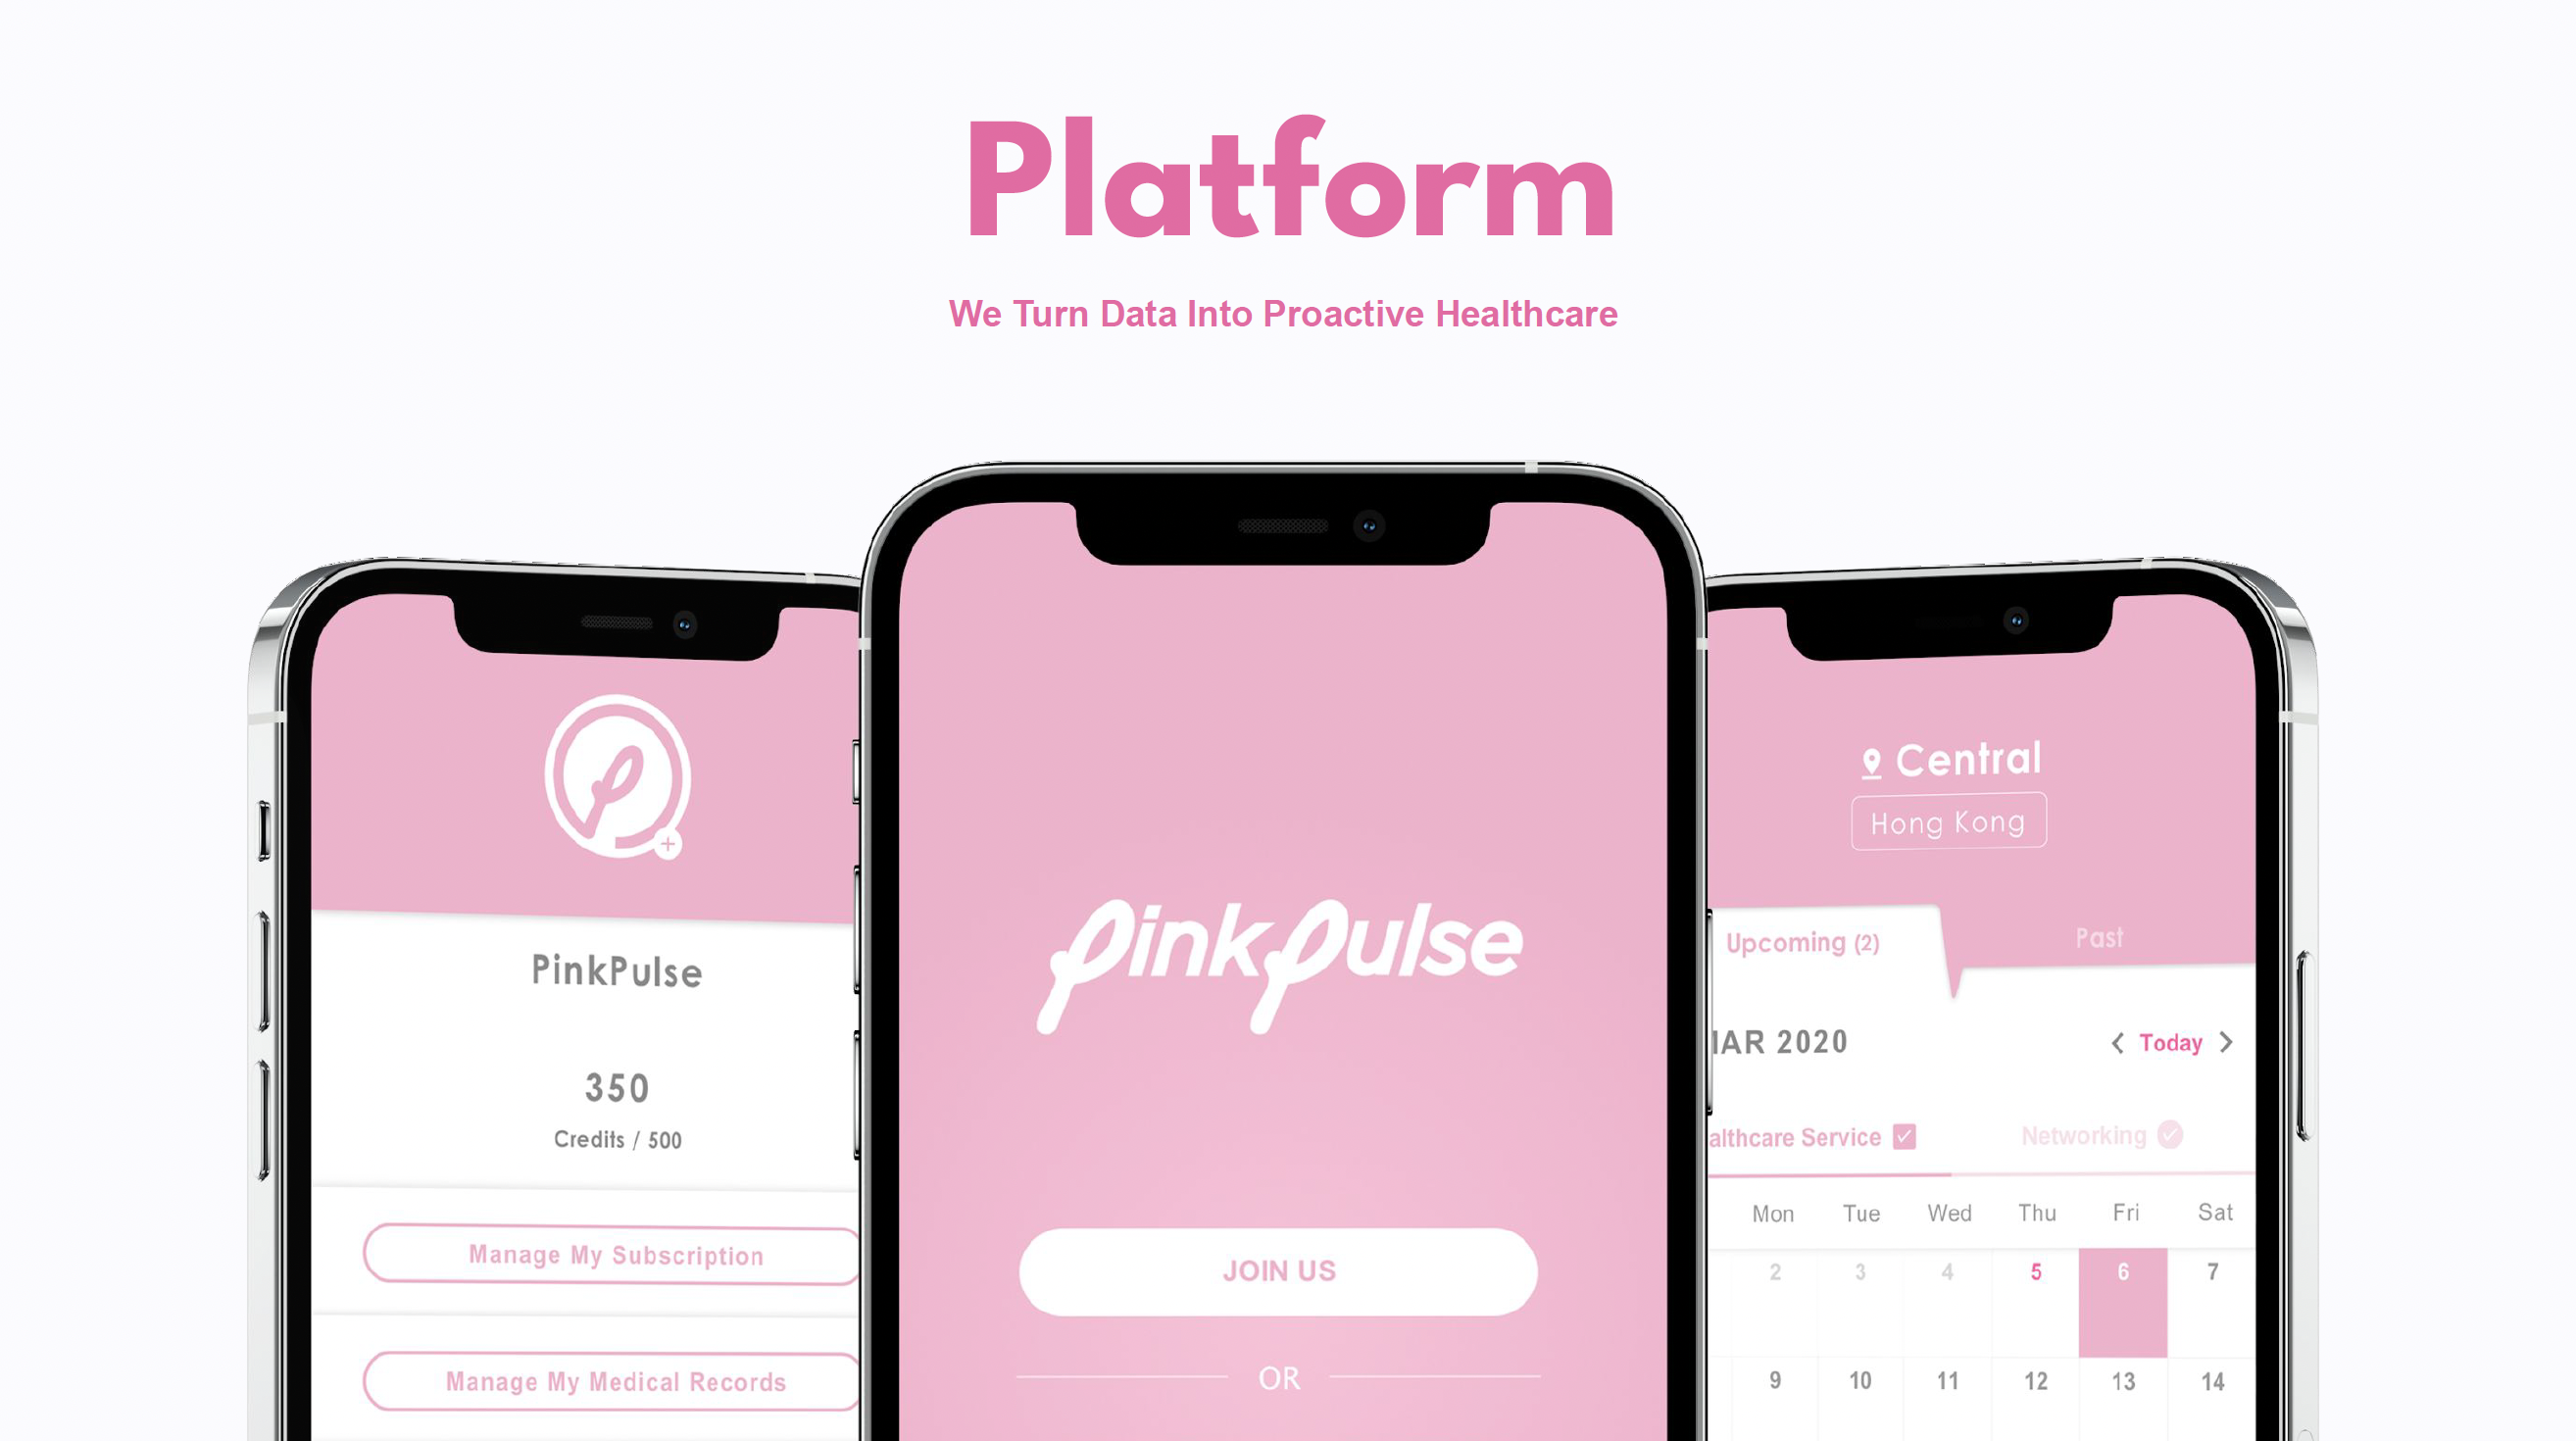 Platform
We Turn Data Into Proactive Healthcare
PinkPulse
350
Credits / 500
Manage My Subscription
Manage My Medical Records
PinkPulse
JOIN US
OR
Central
Hong Kong
Upcoming (2)
Past
MAR 2020
Today
althcare Service
Networking
Mon Tue Wed Thu Fri Sat
2 3 4 5 6 7
9 10 11 12 13 14